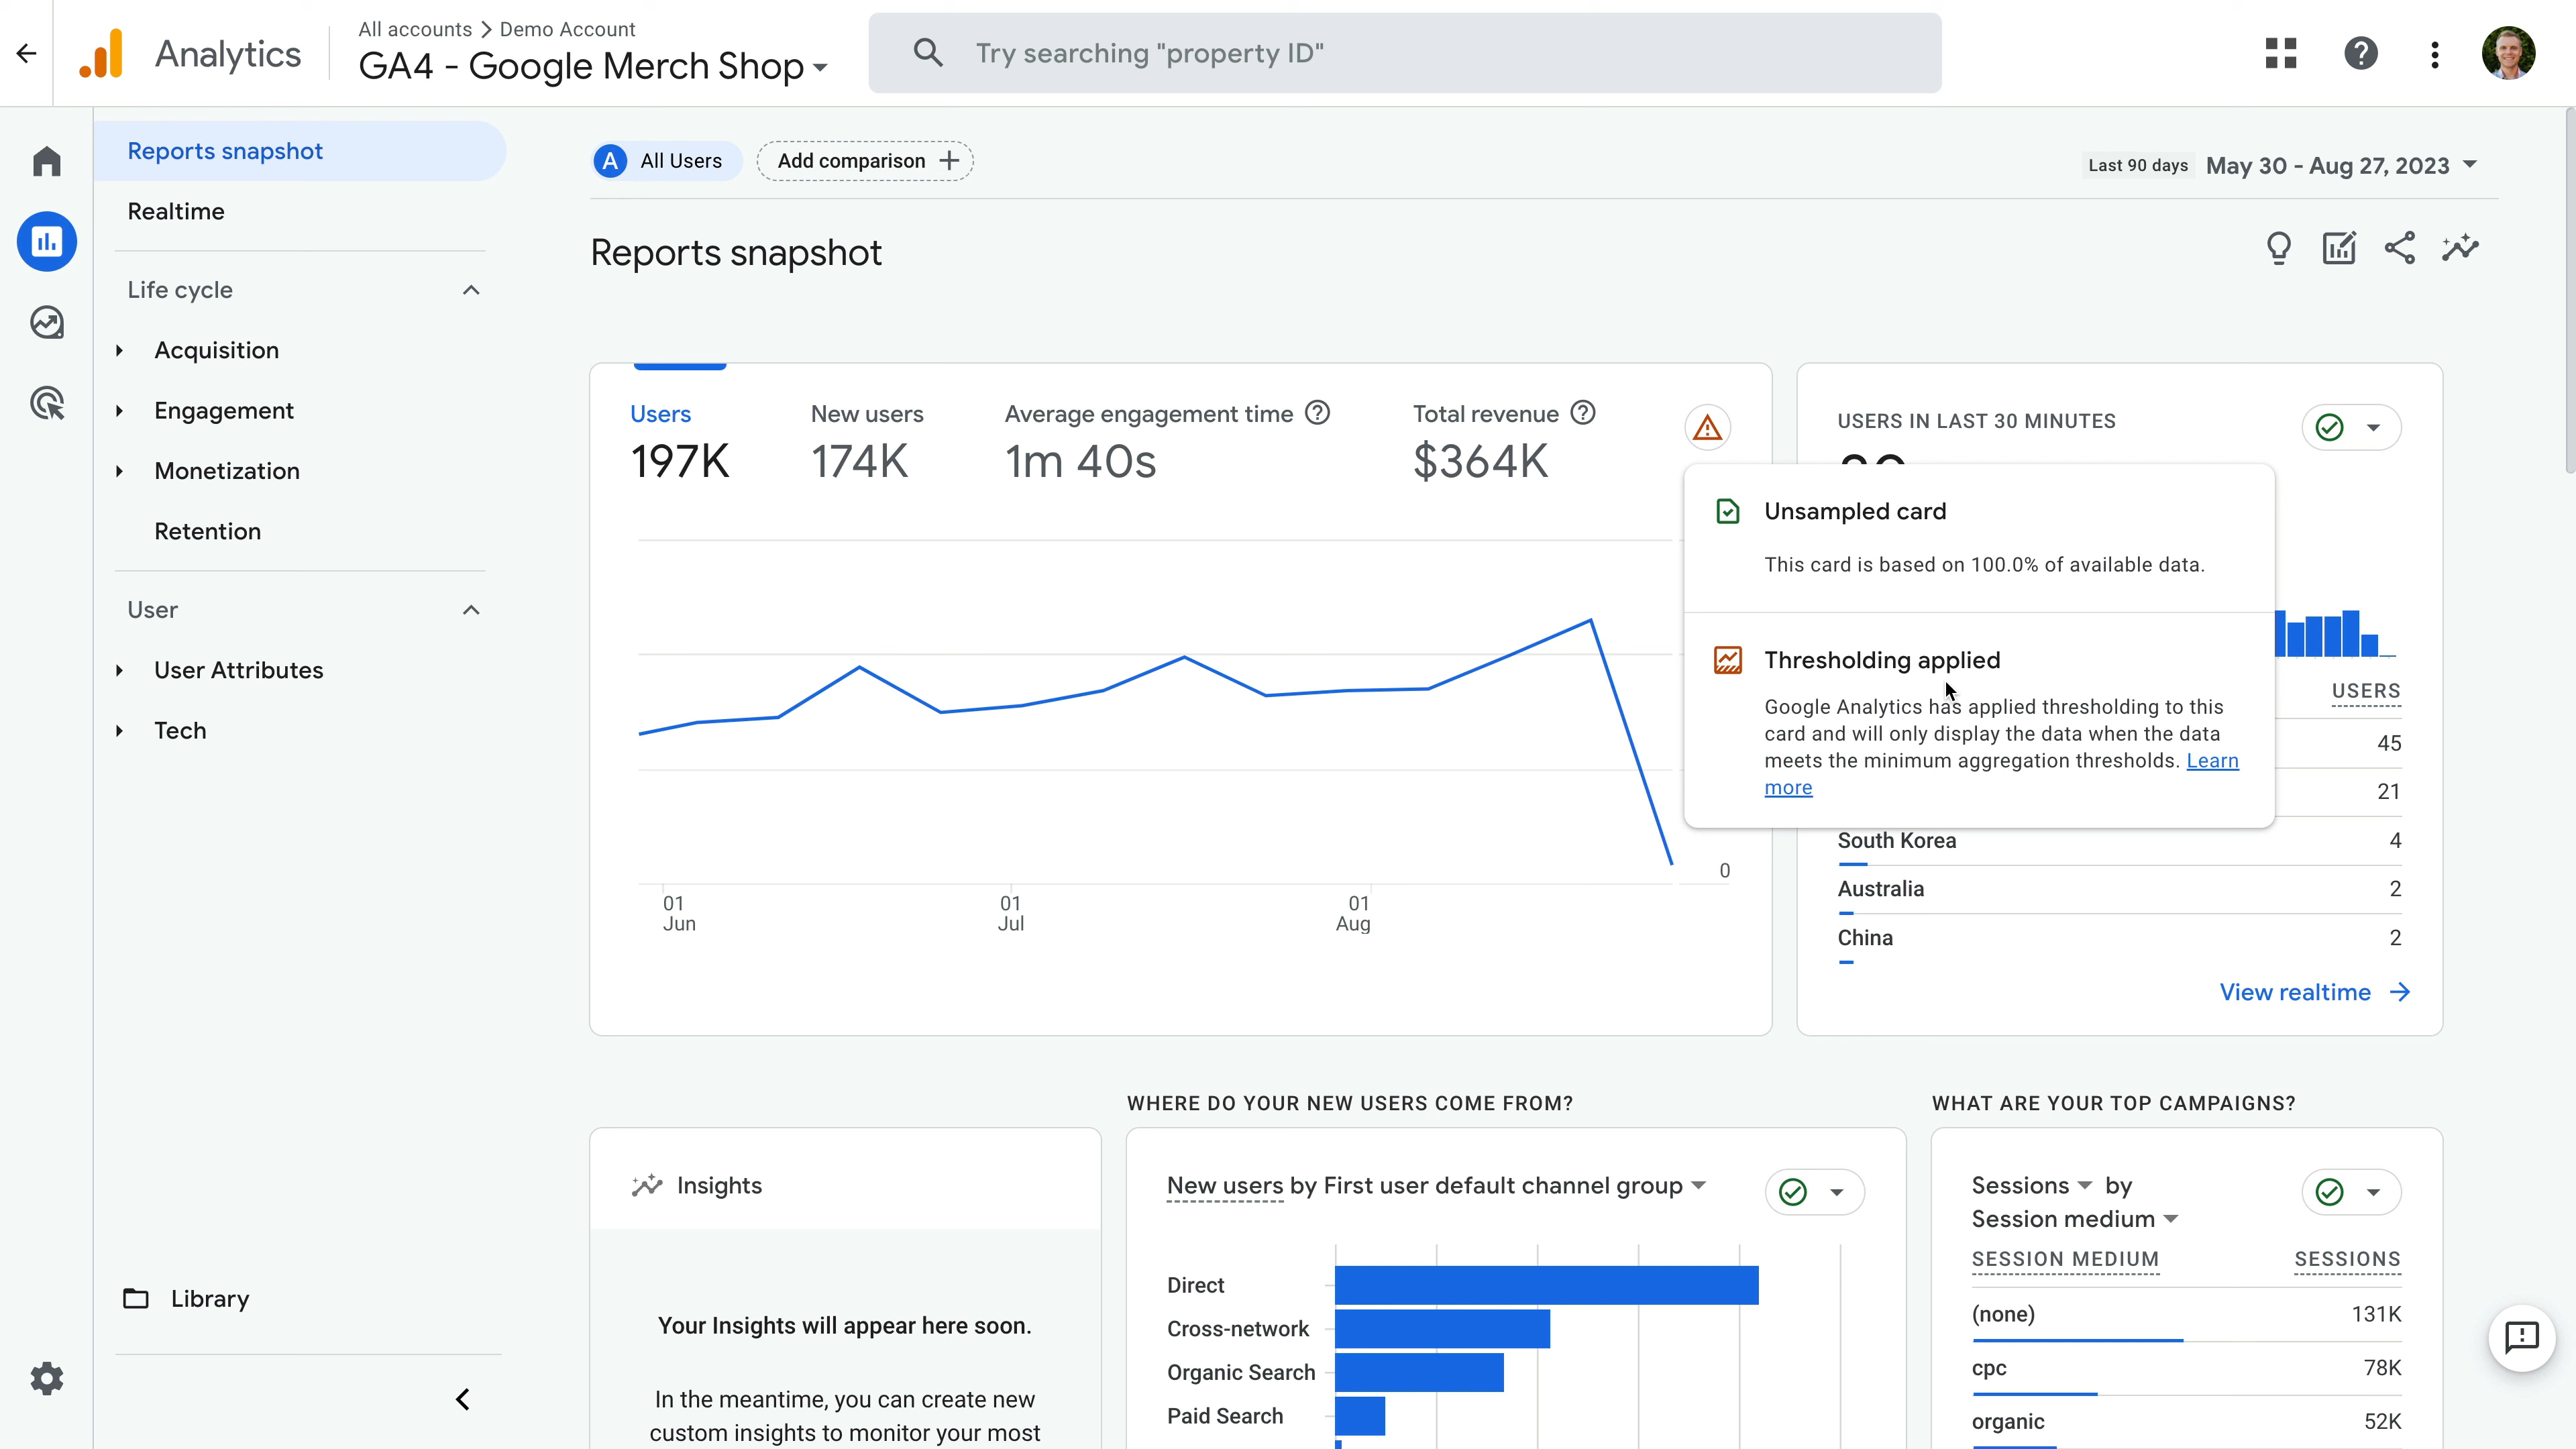 Analytics
All accounts > Demo Account
GA4 - Google Merch Shop
Try searching "property ID"
Reports snapshot
Realtime
Life cycle
Acquisition
Engagement
Monetization
Retention
User
User Attributes
Tech
Library
A All Users
Add comparison +
Last 90 days May 30 - Aug 27, 2023
Reports snapshot
Users
197K
New users
174K
Average engagement time
1m 40s
Total revenue
$364K
0
01
Jun
01
Jul
01
Aug
USERS IN LAST 30 MINUTES
Unsampled card
This card is based on 100.0% of available data.
Thresholding applied
Google Analytics has applied thresholding to this
card and will only display the data when the data
meets the minimum aggregation thresholds. Learn
more
USERS
45
21
South Korea 4
Australia 2
China 2
View realtime
Insights
Your Insights will appear here soon.
In the meantime, you can create new
custom insights to monitor your most
WHERE DO YOUR NEW USERS COME FROM?
New users by First user default channel group
Direct
Cross-network
Organic Search
Paid Search
WHAT ARE YOUR TOP CAMPAIGNS?
Sessions by
Session medium
SESSION MEDIUM SESSIONS
(none) 131K
cpc 78K
organic 52K